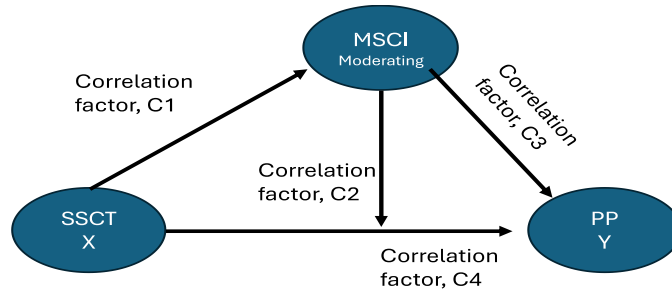 MSCI
Moderating
Correlation
factor, C1
Correlation
factor, C3
Correlation
factor, C2
SSCT
X
PP
Y
Correlation
factor, C4